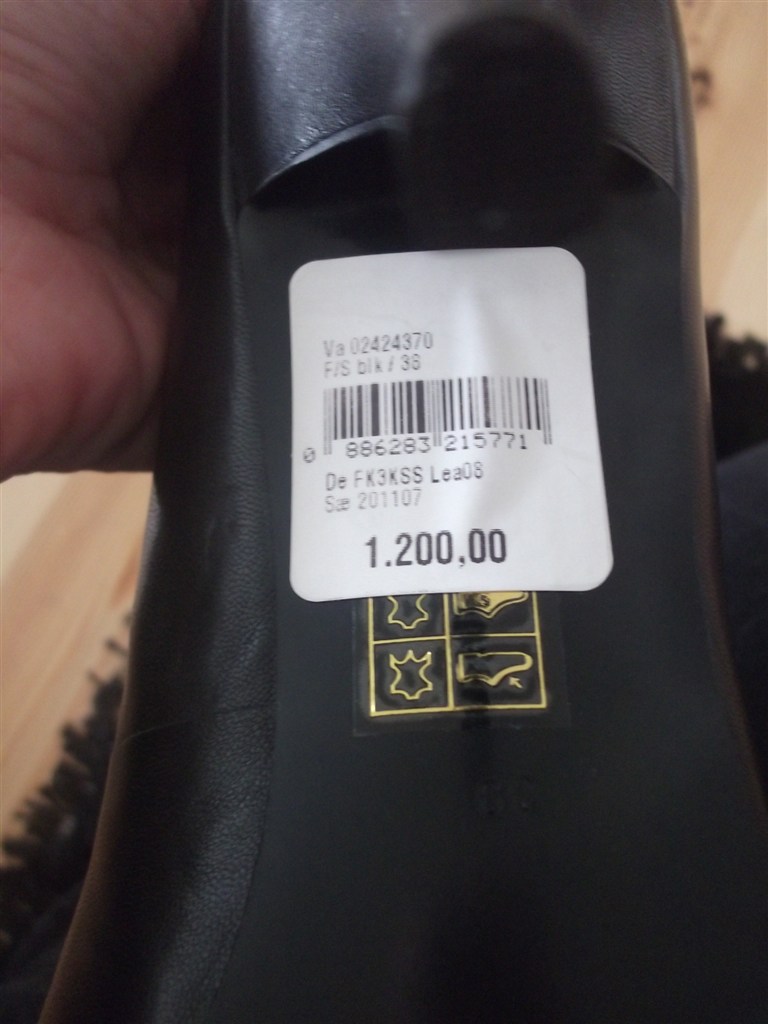 Va 02424370
F/S blk / 38
0 886283 215771
De FK3KSS Lea08
Sæ 201107
1.200,00